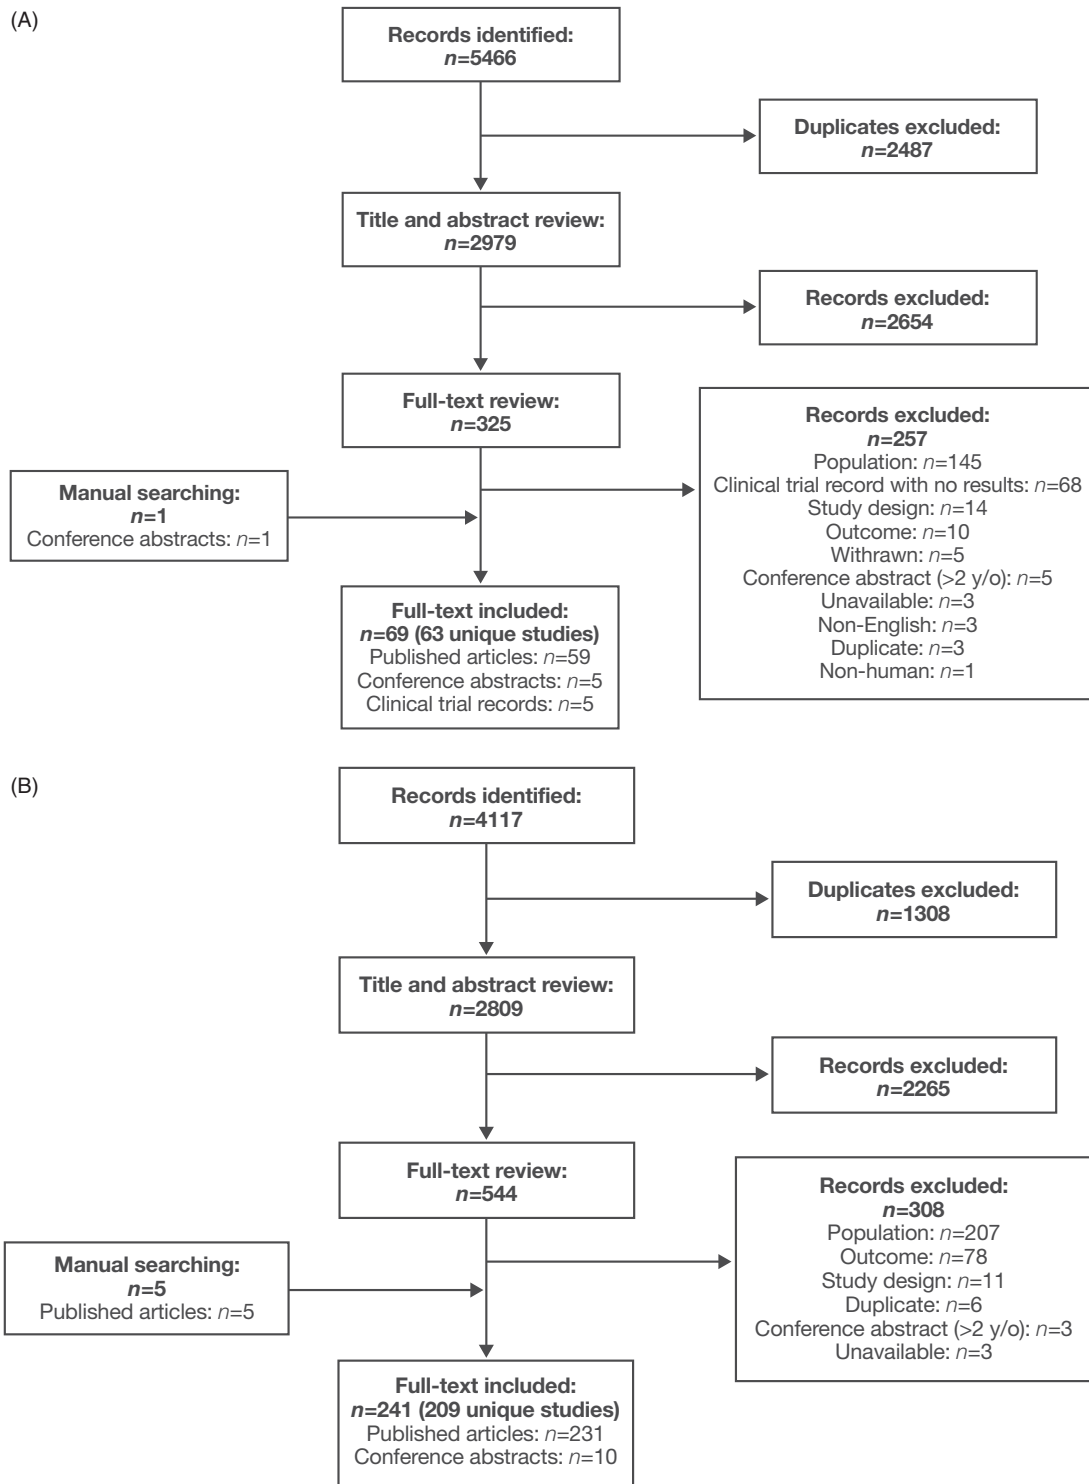 (A)
Records identified:
n=5466
Duplicates excluded:
n=2487
Title and abstract review:
n=2979
Records excluded:
n=2654
Full-text review:
n=325
Records excluded:
n=257
Population: n=145
Clinical trial record with no results: n=68
Study design: n=14
Outcome: n=10
Withrawn: n=5
Conference abstract (>2 y/o): n=5
Unavailable: n=3
Non-English: n=3
Duplicate: n=3
Non-human: n=1
Manual searching:
n=1
Conference abstracts: n=1
Full-text included:
n=69 (63 unique studies)
Published articles: n=59
Conference abstracts: n=5
Clinical trial records: n=5
(B)
Records identified:
n=4117
Duplicates excluded:
n=1308
Title and abstract review:
n=2809
Records excluded:
n=2265
Full-text review:
n=544
Records excluded:
n=308
Population: n=207
Outcome: n=78
Study design: n=11
Duplicate: n=6
Conference abstract (>2 y/o): n=3
Unavailable: n=3
Manual searching:
n=5
Published articles: n=5
Full-text included:
n=241 (209 unique studies)
Published articles: n=231
Conference abstracts: n=10